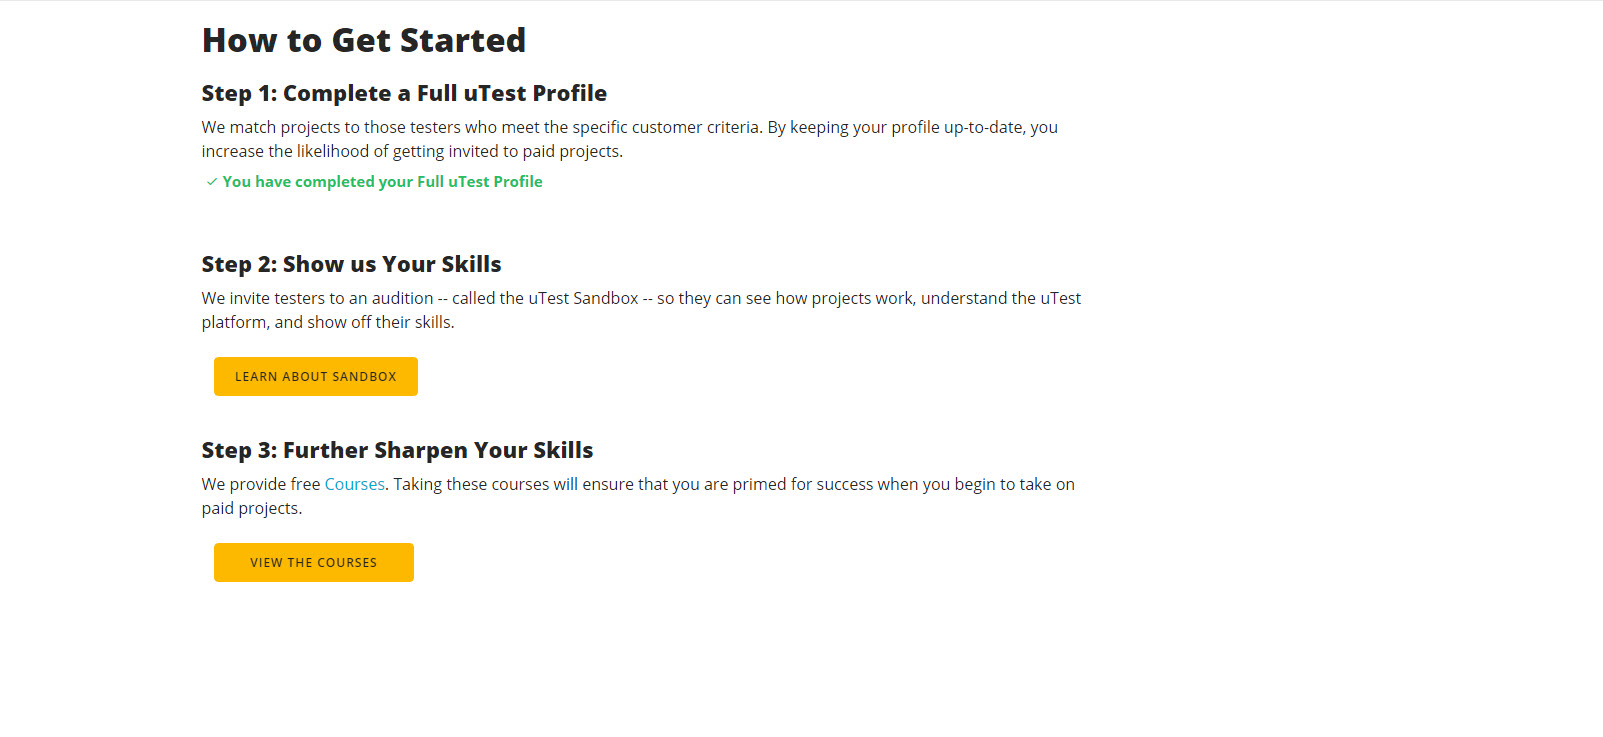 How to Get Started
Step 1: Complete a Full uTest Profile
We match projects to those testers who meet the specific customer criteria. By keeping your profile up-to-date, you
increase the likelihood of getting invited to paid projects.
✓ You have completed your Full uTest Profile
Step 2: Show us Your Skills
We invite testers to an audition -- called the uTest Sandbox -- so they can see how projects work, understand the uTest
platform, and show off their skills.
LEARN ABOUT SANDBOX
Step 3: Further Sharpen Your Skills
We provide free Courses. Taking these courses will ensure that you are primed for success when you begin to take on
paid projects.
VIEW THE COURSES